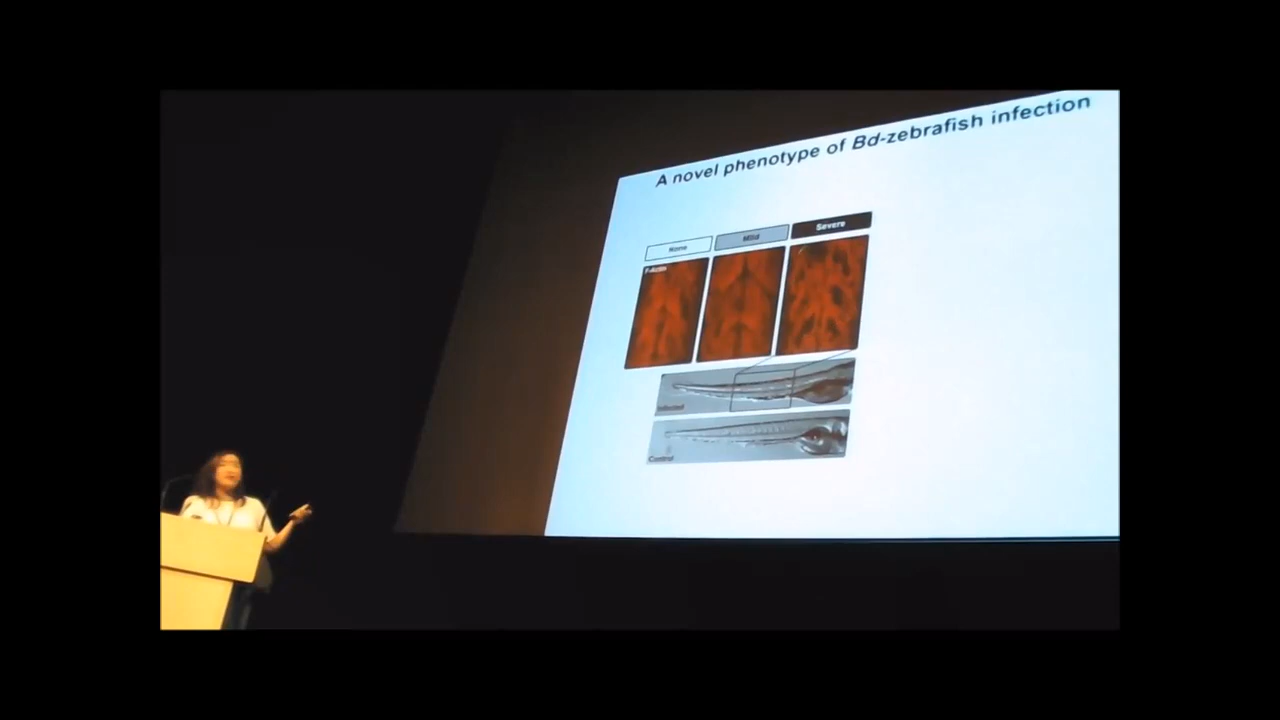 A novel phenotype of Bd-zebrafish infection
None
Mild
Severe
F-Actin
Infected
Control